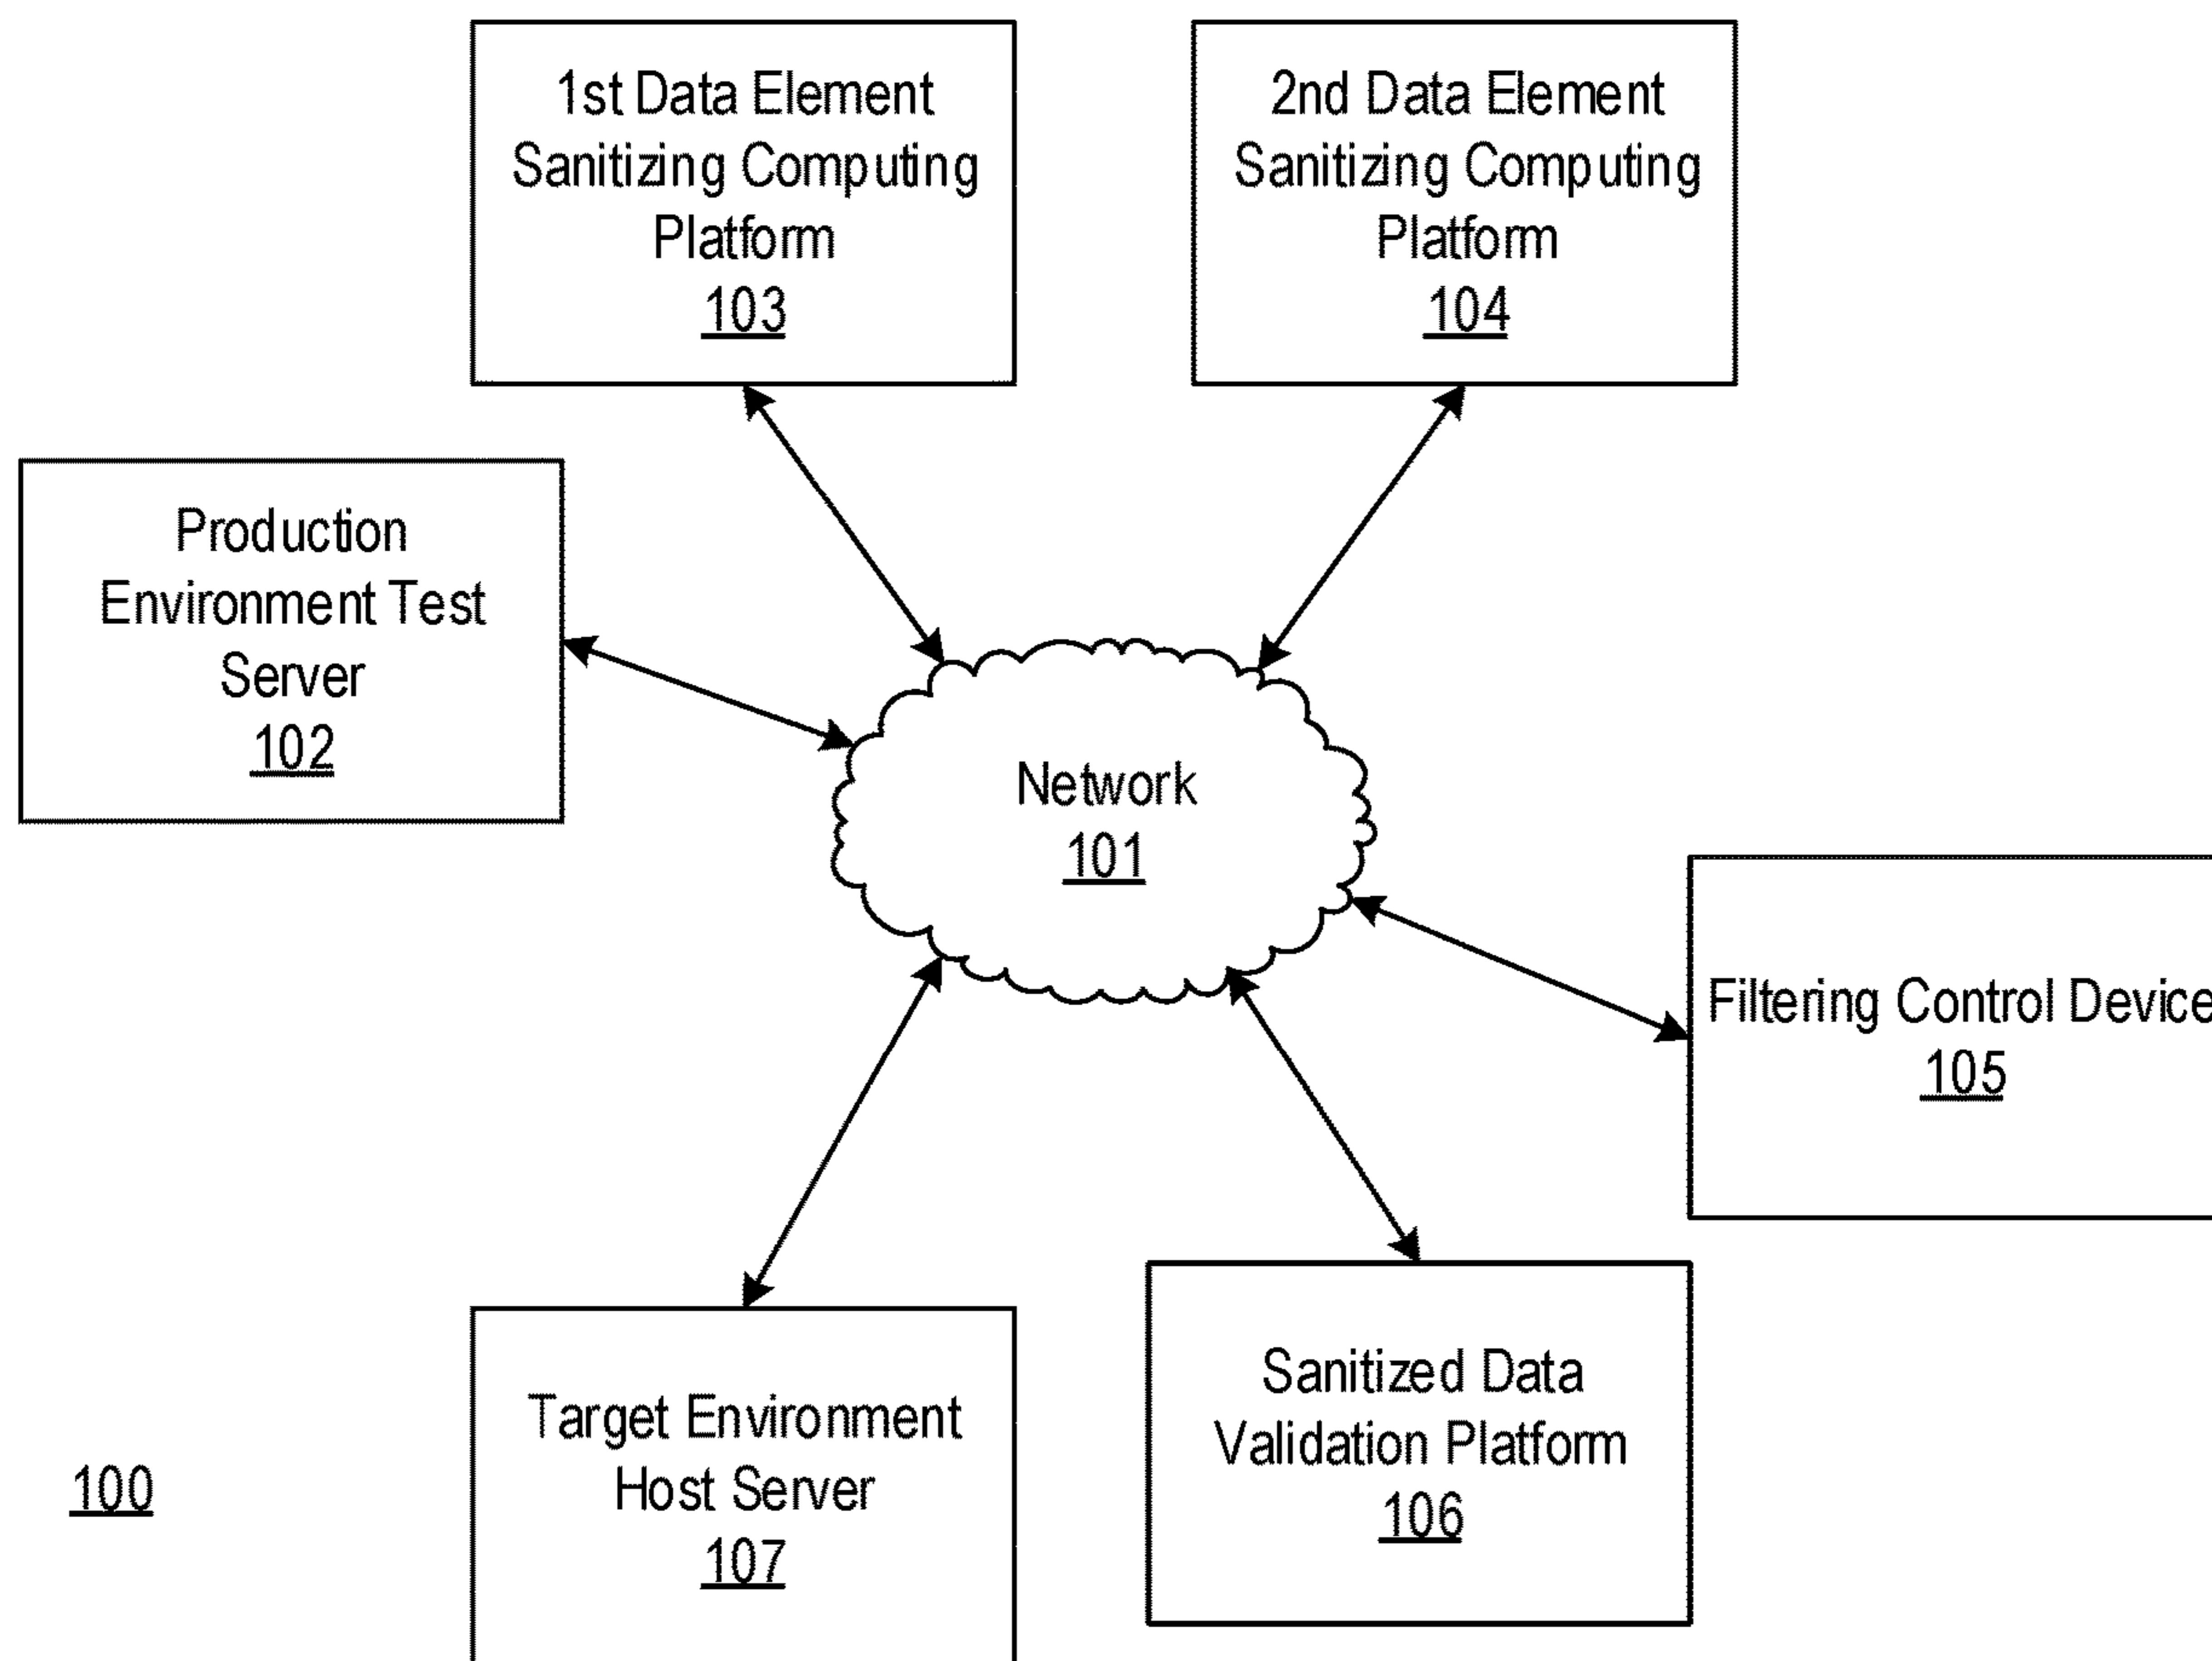 1st Data Element
Sanitizing Computing
Platform
103
2nd Data Element
Sanitizing Computing
Platform
104
Production
Environment Test
Server
102
Network
101
Filtering Control Device
105
Sanitized Data
Validation Platform
106
Target Environment
Host Server
107
100